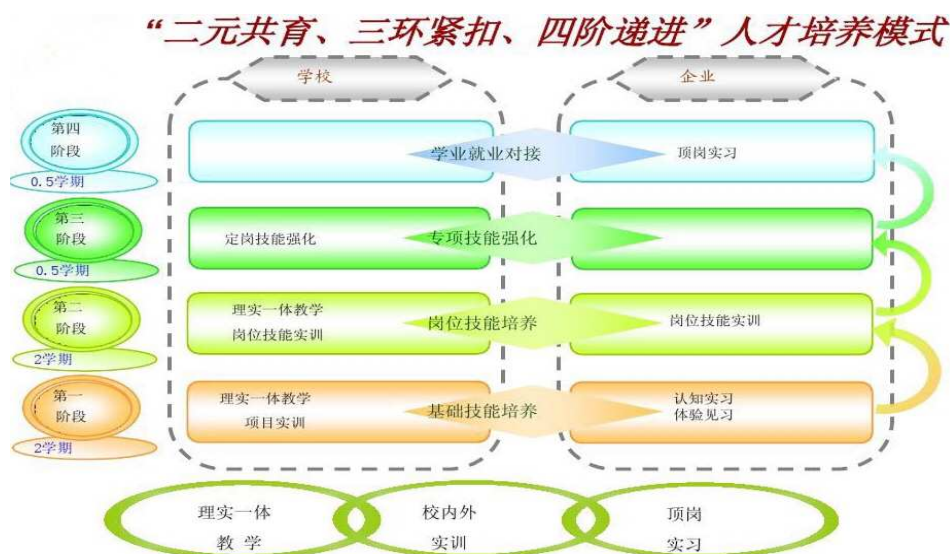 “二元共育、三环紧扣、四阶递进”人才培养模式
学校
企业
第四
阶段
0.5学期
学业就业对接
顶岗实习
第三
阶段
0.5学期
定岗技能强化
专项技能强化
第二
阶段
2学期
理实一体教学
岗位技能实训
岗位技能培养
岗位技能实训
第一
阶段
2学期
理实一体教学
项目实训
基础技能培养
认知实习
体验见习
理实一体
教 学
校内外
实训
顶岗
实习